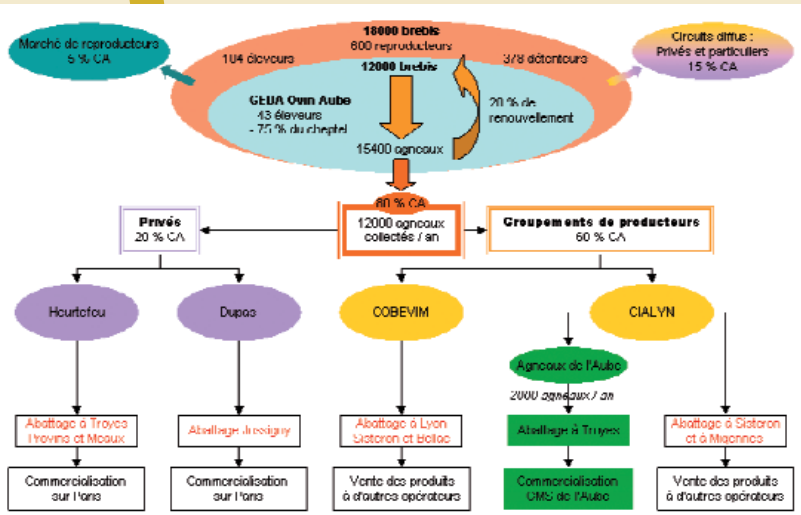 Marché de reproducteurs
5 % CA
18000 brebis
600 reproducteurs
104 éleveurs
378 détenteurs
Circuits diffus :
Privés et particuliers
15 % CA
12000 brebis
GEDA Ovin Aube
- 43 éleveurs
- 75 % du cheptel
20 % de
renouvellement
15400 agneaux
80 % CA
12000 agneaux
collectés / an
Privés
20 % CA
Groupements de producteurs
60 % CA
Heurtefeu
Dupas
COBEVIM
CIALYN
Agneaux de l'Aube
2000 agneaux / an
Abattage à Troyes
Provins et Meaux
Abattage Jossigny
Abattage à Lyon
Sisteron et Bellac
Abattage à Troyes
Abattage à Sisteron
et à Migennes
Commercialisation
sur Paris
Commercialisation
sur Paris
Vente des produits
à d'autres opérateurs
Commercialisation
GMS de l'Aube
Vente des produits
à d'autres opérateurs